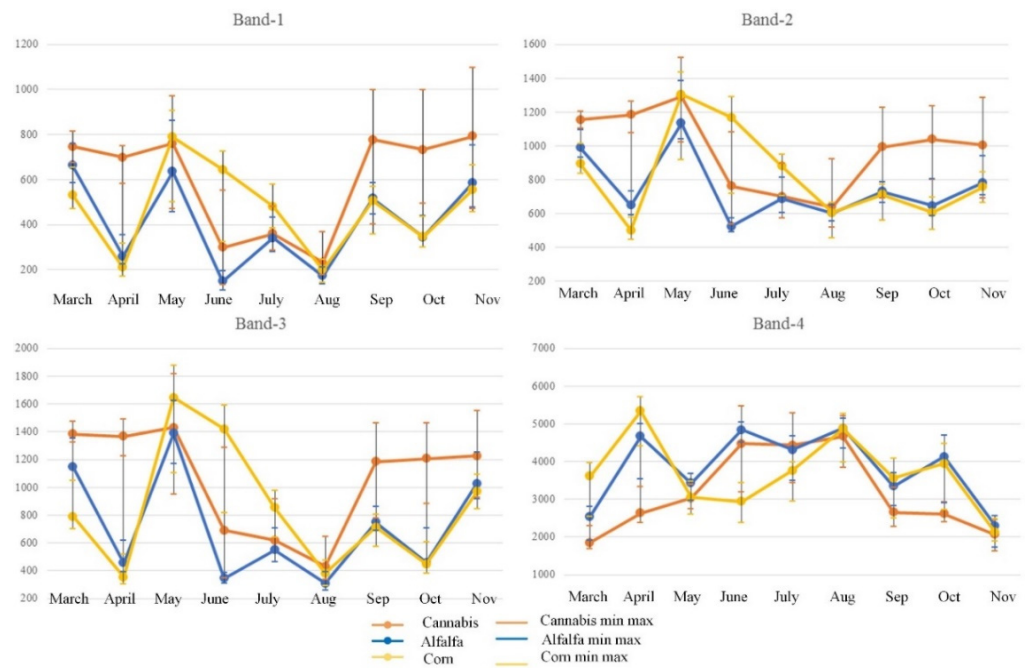 Band-1
1200
1000
800
600
400
200
March April May June July Aug Sep Oct Nov
Band-2
1600
1400
1200
1000
800
600
400
200
March April May June July Aug Sep Oct Nov
Band-3
2000
1800
1600
1400
1200
1000
800
600
400
200
March April May June July Aug Sep Oct Nov
Band-4
7000
6000
5000
4000
3000
2000
1000
March April May June July Aug Sep Oct Nov
Cannabis Cannabis min max
Alfalfa Alfalfa min max
Corn Corn min max